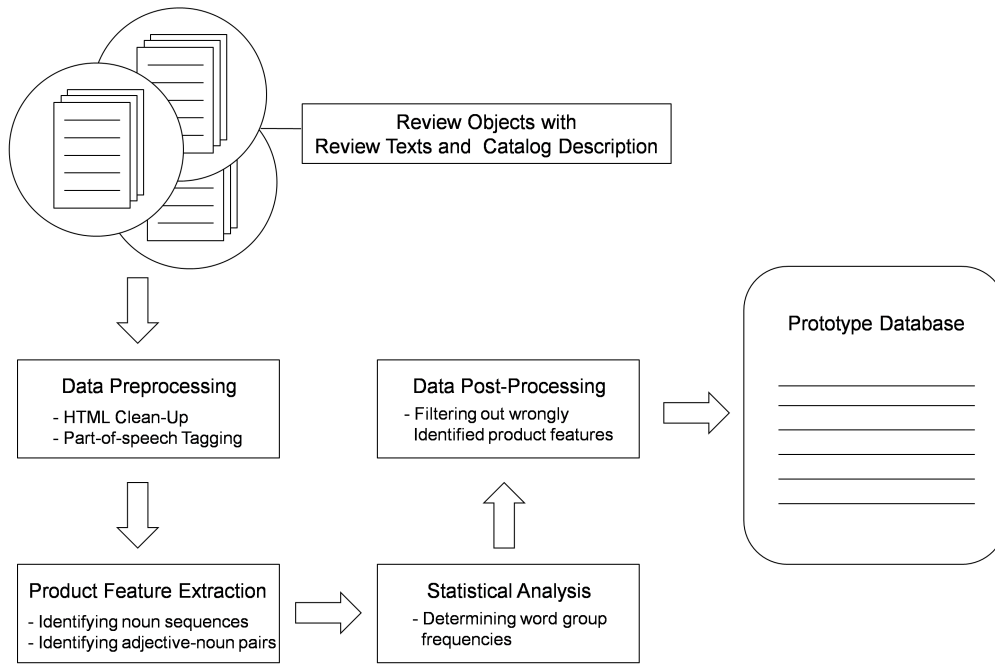 Review Objects with
Review Texts and Catalog Description
Data Preprocessing
- HTML Clean-Up
- Part-of-speech Tagging
Product Feature Extraction
- Identifying noun sequences
- Identifying adjective-noun pairs
Statistical Analysis
- Determining word group
frequencies
Data Post-Processing
- Filtering out wrongly
Identified product features
Prototype Database